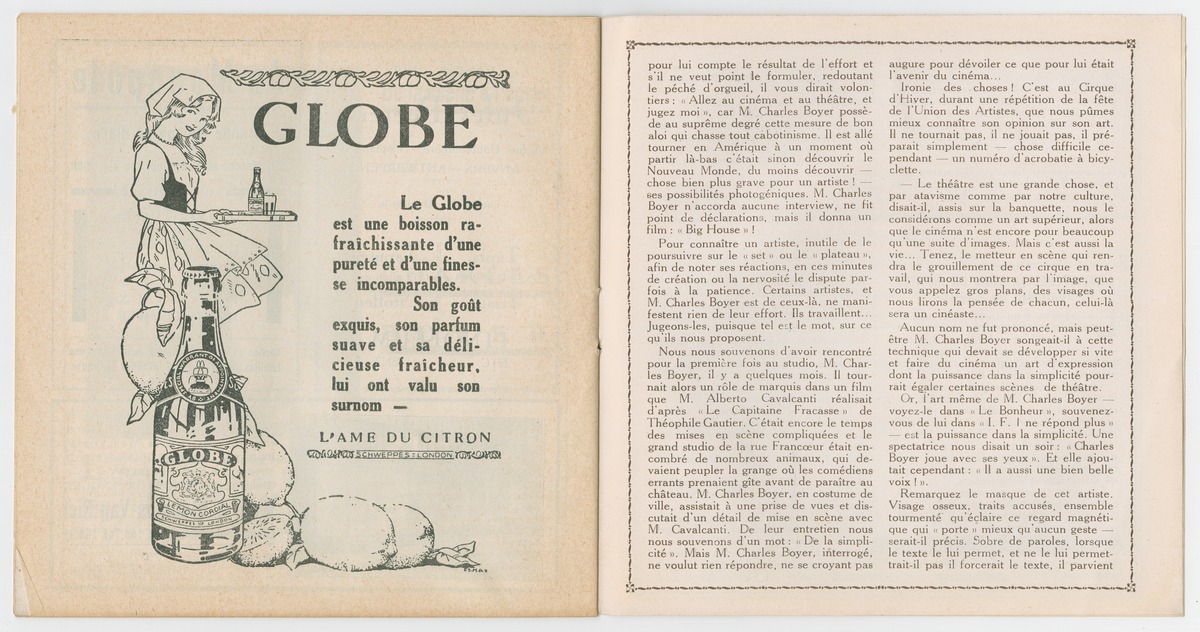 GLOBE
Le Globe
est une boisson ra-
fraîchissante d'une
pureté et d'une fines-
se incomparables.
Son goût
exquis, son parfum
suave et sa déli-
cieuse fraîcheur,
lui ont valu son
surnom —
L'AME DU CITRON
SCHWEPPES : LONDON
GLOBE
LEMON CORDIAL
SCHWEPPES LONDON
pour lui compte le résultat de l'effort et
s'il ne veut point le formuler, redoutant
le péché d'orgueil, il vous dirait volon-
tiers : « Allez au cinéma et au théâtre, et
jugez moi », car M. Charles Boyer possè-
de au suprême degré cette mesure de bon
aloi qui chasse tout cabotinisme. Il est allé
tourner en Amérique à un moment où
partir là-bas c'était sinon découvrir le
Nouveau Monde, du moins découvrir —
chose bien plus grave pour un artiste ! —
ses possibilités photogéniques. M. Charles
Boyer n'accorda aucune interview, ne fit
point de déclarations, mais il donna un
film : « Big House » !
Pour connaître un artiste, inutile de le
poursuivre sur le « set » ou le « plateau »,
afin de noter ses réactions, en ces minutes
de création ou la nervosité le dispute par-
fois à la patience. Certains artistes, et
M. Charles Boyer est de ceux-là, ne mani-
festent rien de leur effort. Ils travaillent...
Jugeons-les, puisque tel est le mot, sur ce
qu'ils nous proposent.
Nous nous souvenons d'avoir rencontré
pour la première fois au studio, M. Char-
les Boyer, il y a quelques mois. Il tour-
nait alors un rôle de marquis dans un film
que M. Alberto Cavalcanti réalisait
d'après « Le Capitaine Fracasse » de
Théophile Gautier. C'était encore le temps
des mises en scène compliquées et le
grand studio de la rue Francœur était en-
combré de nombreux animaux, qui de-
vaient peupler la grange où les comédiens
errants prenaient gîte avant de paraître au
château. M. Charles Boyer, en costume de
ville, assistait à une prise de vues et dis-
cutait d'un détail de mise en scène avec
M. Cavalcanti. De leur entretien nous
nous souvenons d'un mot : « De la simpli-
cité ». Mais M. Charles Boyer, interrogé,
ne voulut rien répondre, ne se croyant pas
augure pour dévoiler ce que pour lui était
l'avenir du cinéma...
Ironie des choses ! C'est au Cirque
d'Hiver, durant une répétition de la fête
de l'Union des Artistes, que nous pûmes
mieux connaître son opinion sur son art.
Il ne tournait pas, il ne jouait pas, il pré-
parait simplement — chose difficile ce-
pendant — un numéro d'acrobatie à bicy-
clette.
— Le théâtre est une grande chose, et
par atavisme comme par notre culture,
disait-il, assis sur la banquette, nous le
considérons comme un art supérieur, alors
que le cinéma n'est encore pour beaucoup
qu'une suite d'images. Mais c'est aussi la
vie... Tenez, le metteur en scène qui ren-
dra le grouillement de ce cirque en tra-
vail, qui nous montrera par l'image, que
vous appelez gros plans, des visages où
nous lirons la pensée de chacun, celui-là
sera un cinéaste...
Aucun nom ne fut prononcé, mais peut-
être M. Charles Boyer songeait-il à cette
technique qui devait se développer si vite
et faire du cinéma un art d'expression
dont la puissance dans la simplicité pour-
rait égaler certaines scènes de théâtre.
Or, l'art même de M. Charles Boyer —
voyez-le dans « Le Bonheur », souvenez-
vous de lui dans « I. F. I ne répond plus »
— est la puissance dans la simplicité. Une
spectatrice nous disait un soir : « Charles
Boyer joue avec ses yeux ». Et elle ajou-
tait cependant : « Il a aussi une bien belle
voix ! ».
Remarquez le masque de cet artiste.
Visage osseux, traits accusés, ensemble
tourmenté qu'éclaire ce regard magnéti-
que qui « porte » mieux qu'aucun geste —
serait-il précis. Sobre de paroles, lorsque
le texte le lui permet, et ne le lui permet-
trait-il pas il forcerait le texte, il parvient